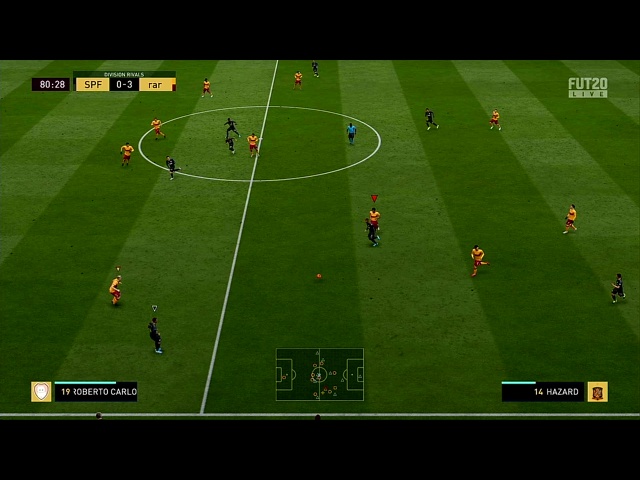 DIVISION RIVALS
80:28 SPF 0-3 rar
FUT20
LIVE
19 ROBERTO CARLO
14 HAZARD